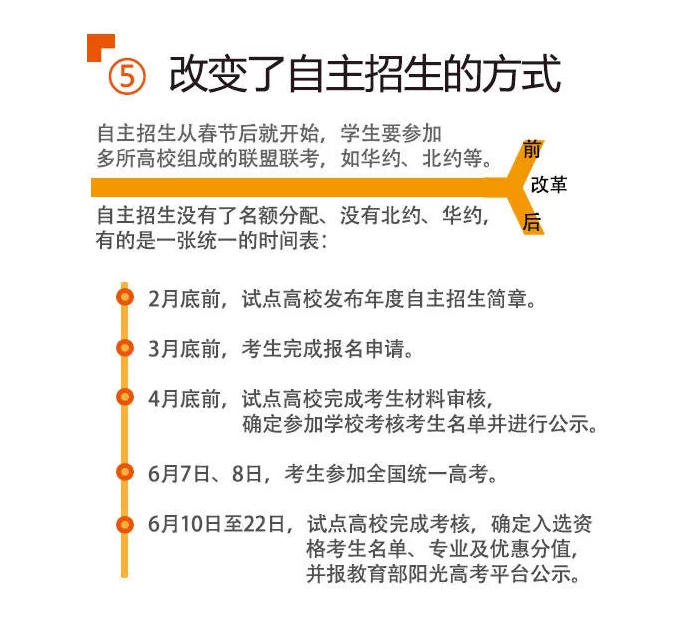 ⑤ 改变了自主招生的方式
自主招生从春节后就开始，学生要参加
多所高校组成的联盟联考，如华约、北约等。
前
改革
后
自主招生没有了名额分配、没有北约、华约，
有的是一张统一的时间表：
2月底前，试点高校发布年度自主招生简章。
3月底前，考生完成报名申请。
4月底前，试点高校完成考生材料审核，
确定参加学校考核考生名单并进行公示。
6月7日、8日，考生参加全国统一高考。
6月10日至22日，试点高校完成考核，确定入选资
格考生名单、专业及优惠分值，
并报教育部阳光高考平台公示。